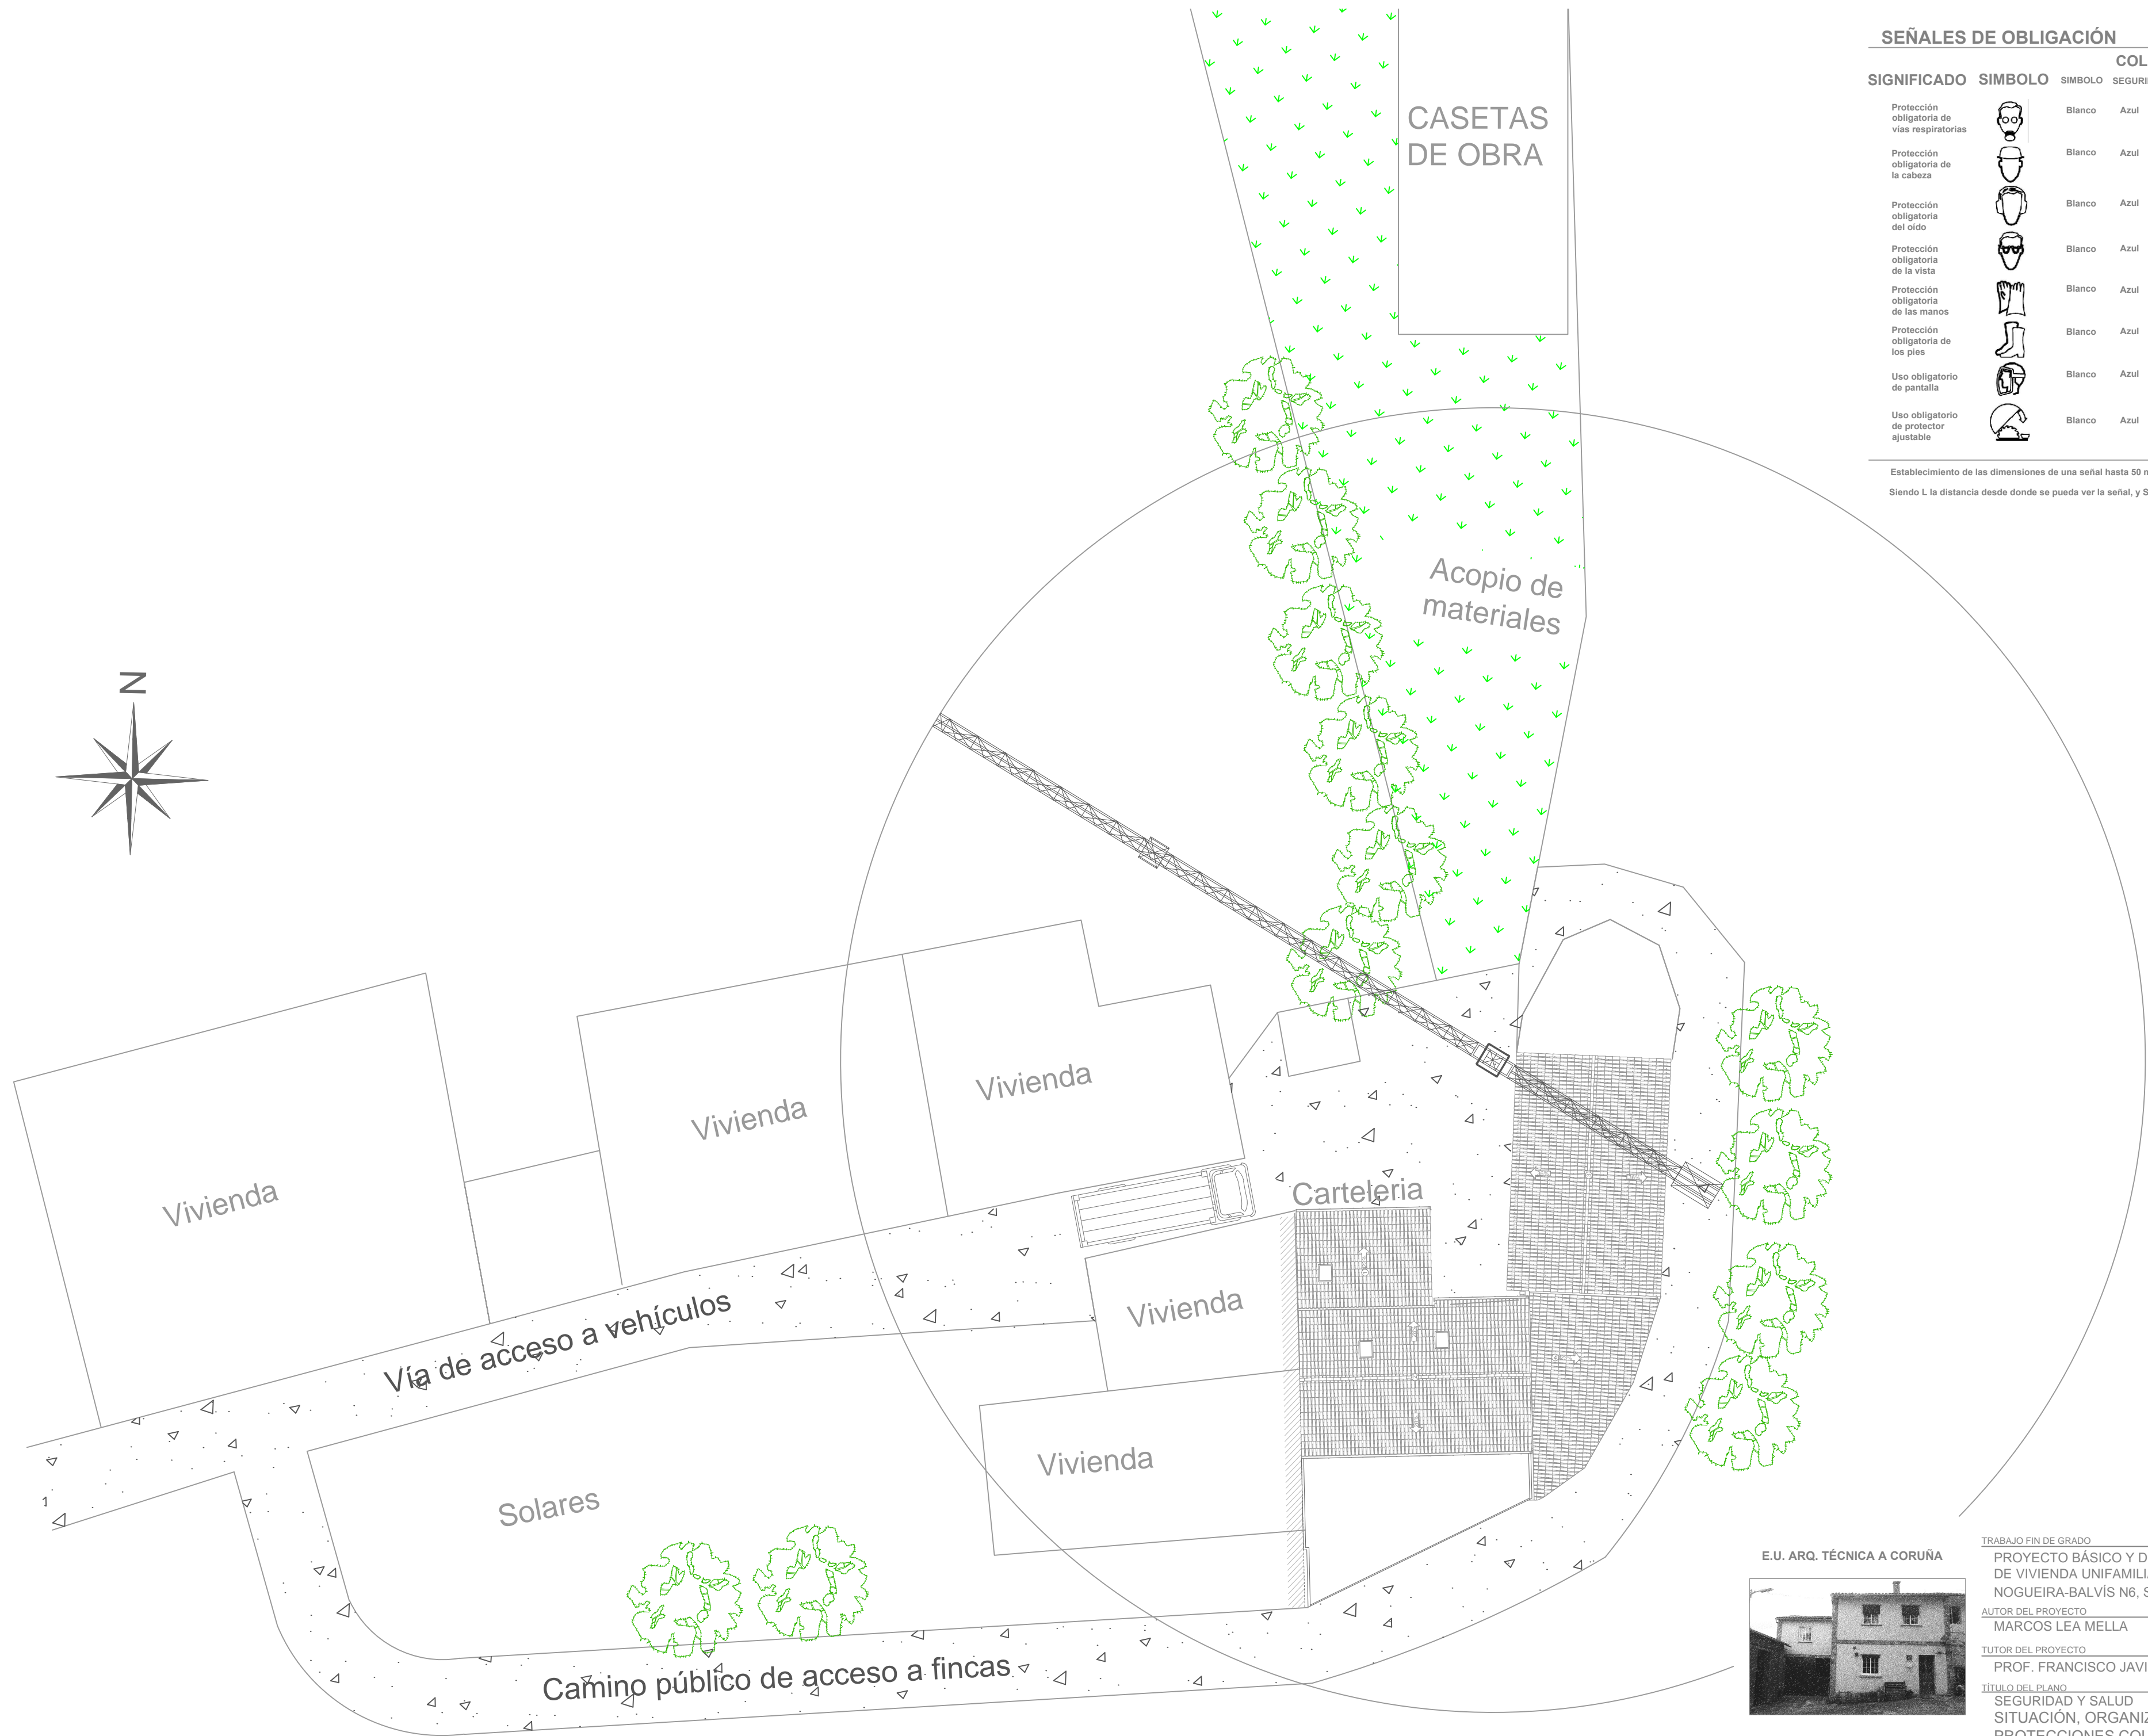 SEÑALES DE OBLIGACIÓN
COL
SIGNIFICADO SIMBOLO SIMBOLO SEGURI
Protección
obligatoria de
vías respiratorias
Blanco Azul
Protección
obligatoria de
la cabeza
Blanco Azul
Protección
obligatoria
del oído
Blanco Azul
Protección
obligatoria
de la vista
Blanco Azul
Protección
obligatoria
de las manos
Blanco Azul
Protección
obligatoria de
los pies
Blanco Azul
Uso obligatorio
de pantalla
Blanco Azul
Uso obligatorio
de protector
ajustable
Blanco Azul
Establecimiento de las dimensiones de una señal hasta 50
Siendo L la distancia desde donde se pueda ver la señal, y S
CASETAS
DE OBRA
Acopio de
materiales
N
Vivienda
Vivienda
Vivienda
Carteleria
Vivienda
Vivienda
Vía de acceso a vehículos
Solares
Camino público de acceso a fincas
E.U. ARQ. TÉCNICA A CORUÑA
TRABAJO FIN DE GRADO
PROYECTO BÁSICO Y D
DE VIVIENDA UNIFAMILI
NOGUEIRA-BALVÍS N6, S
AUTOR DEL PROYECTO
MARCOS LEA MELLA
TUTOR DEL PROYECTO
PROF. FRANCISCO JAVI
TÍTULO DEL PLANO
SEGURIDAD Y SALUD
SITUACIÓN, ORGANIZ
PROTECCIONES COL